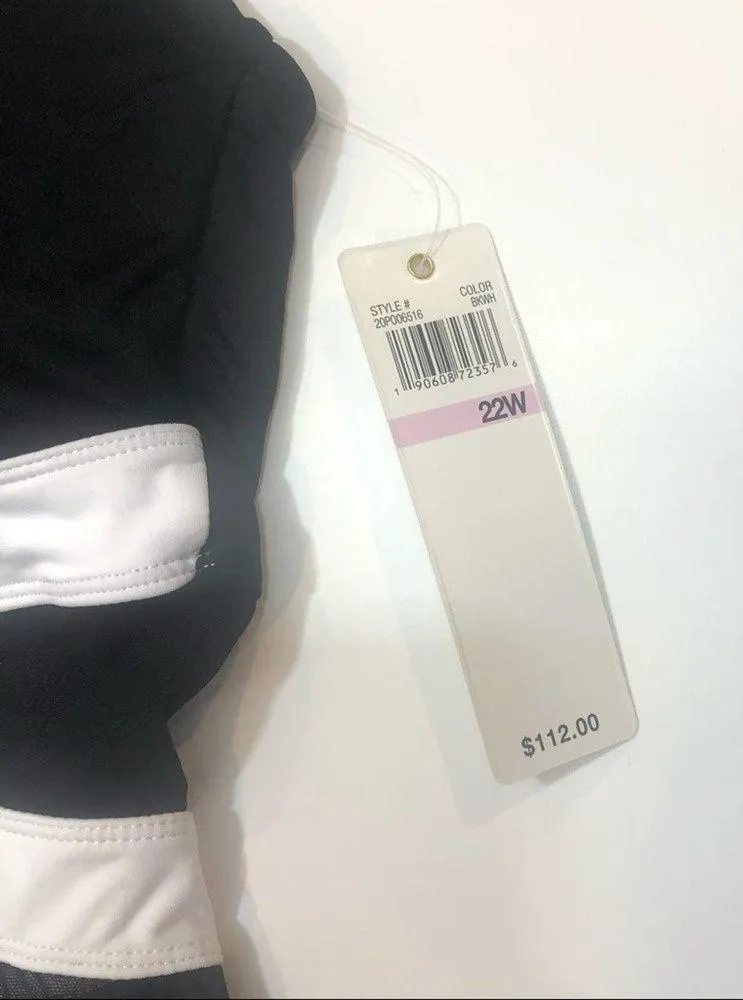 STYLE # COLOR
20P006516 BKWH
1 90608 72357 6
22W
$112.00